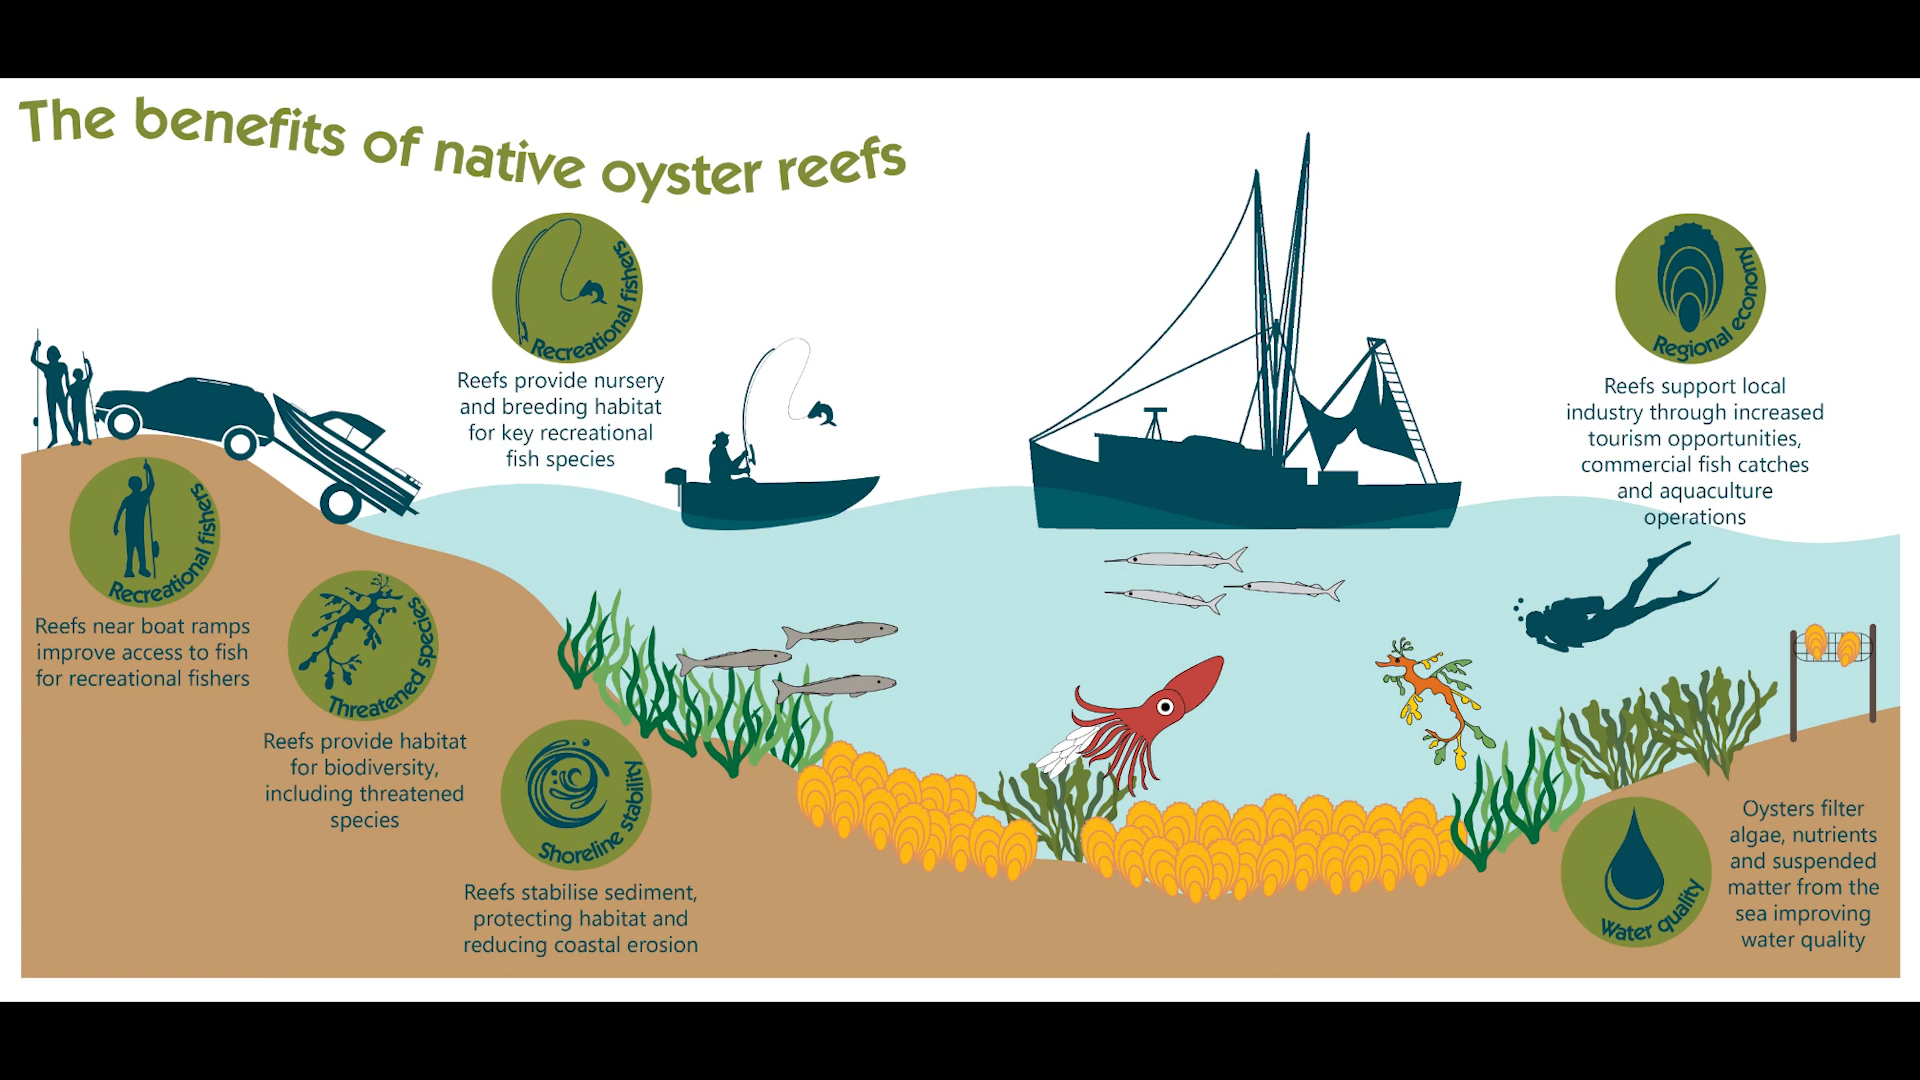 The benefits of native oyster reefs
Recreational fishers
Reefs provide nursery
and breeding habitat
for key recreational
fish species
Regional economy
Reefs support local
industry through increased
tourism opportunities,
commercial fish catches
and aquaculture
operations
Recreational fishers
Reefs near boat ramps
improve access to fish
for recreational fishers
Threatened species
Reefs provide habitat
for biodiversity,
including threatened
species
Shoreline stability
Reefs stabilise sediment,
protecting habitat and
reducing coastal erosion
Water quality
Oysters filter
algae, nutrients
and suspended
matter from the
sea improving
water quality